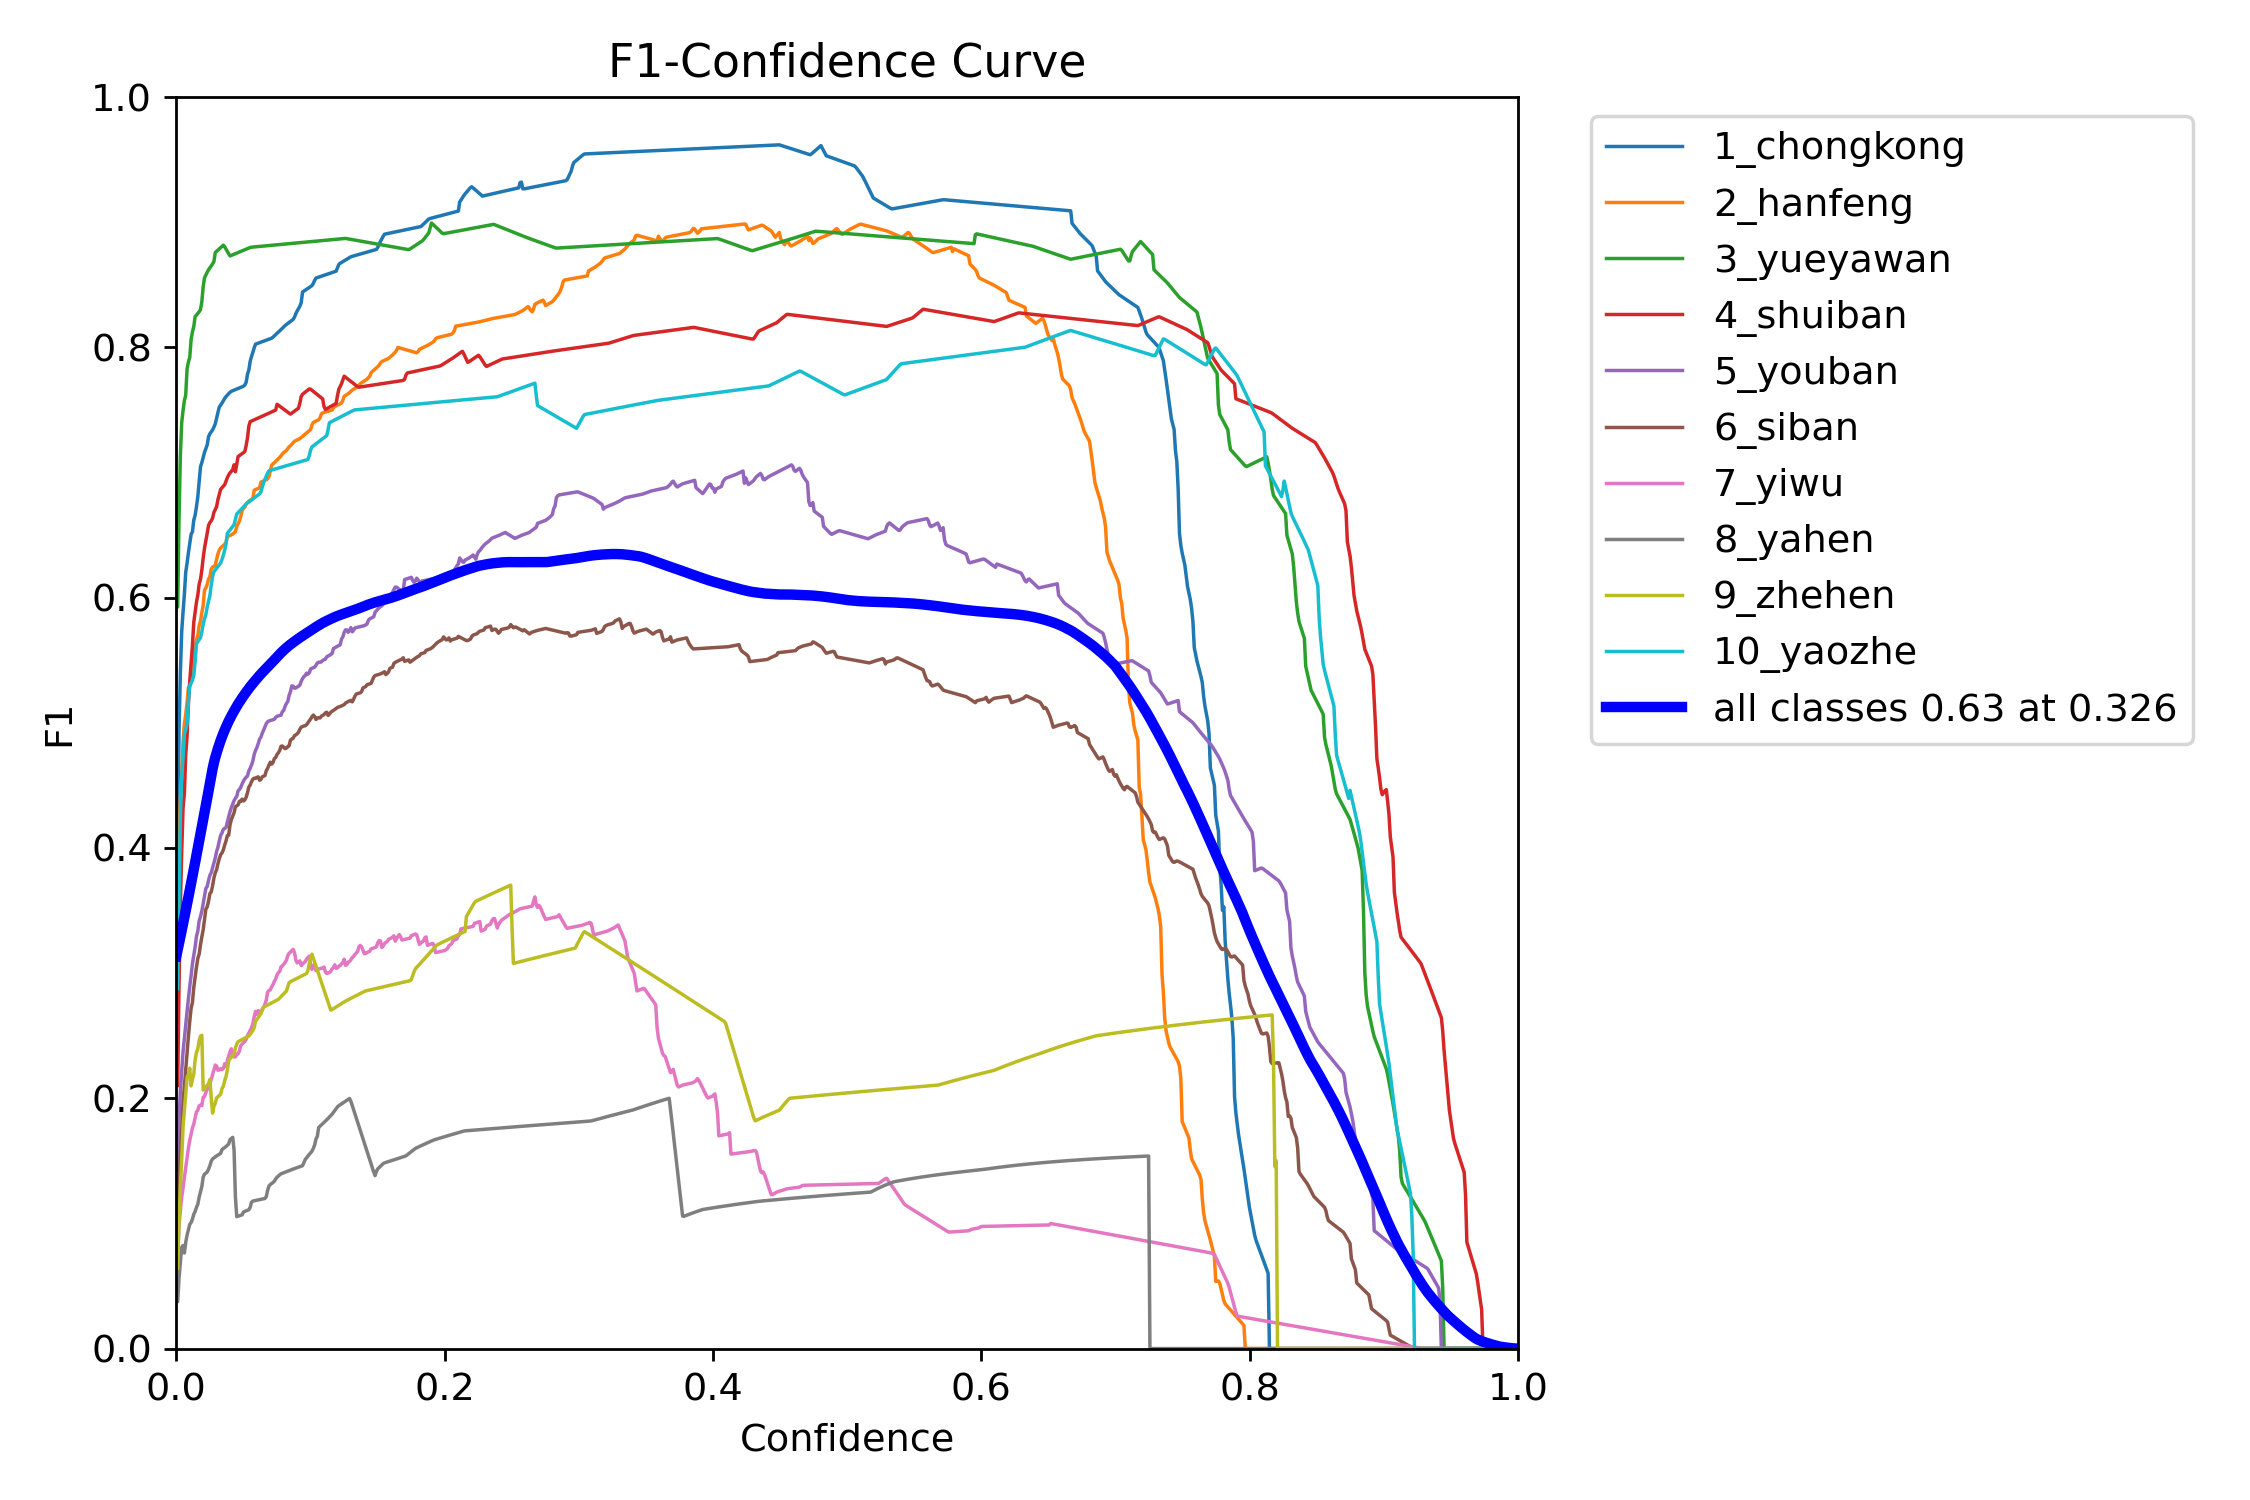 F1-Confidence Curve
1.0
0.8
0.6
0.4
0.2
0.0
F1
0.0 0.2 0.4 0.6 0.8 1.0
Confidence
1_chongkong
2_hanfeng
3_yueyawan
4_shuiban
5_youban
6_siban
7_yiwu
8_yahen
9_zhehen
10_yaozhe
all classes 0.63 at 0.326